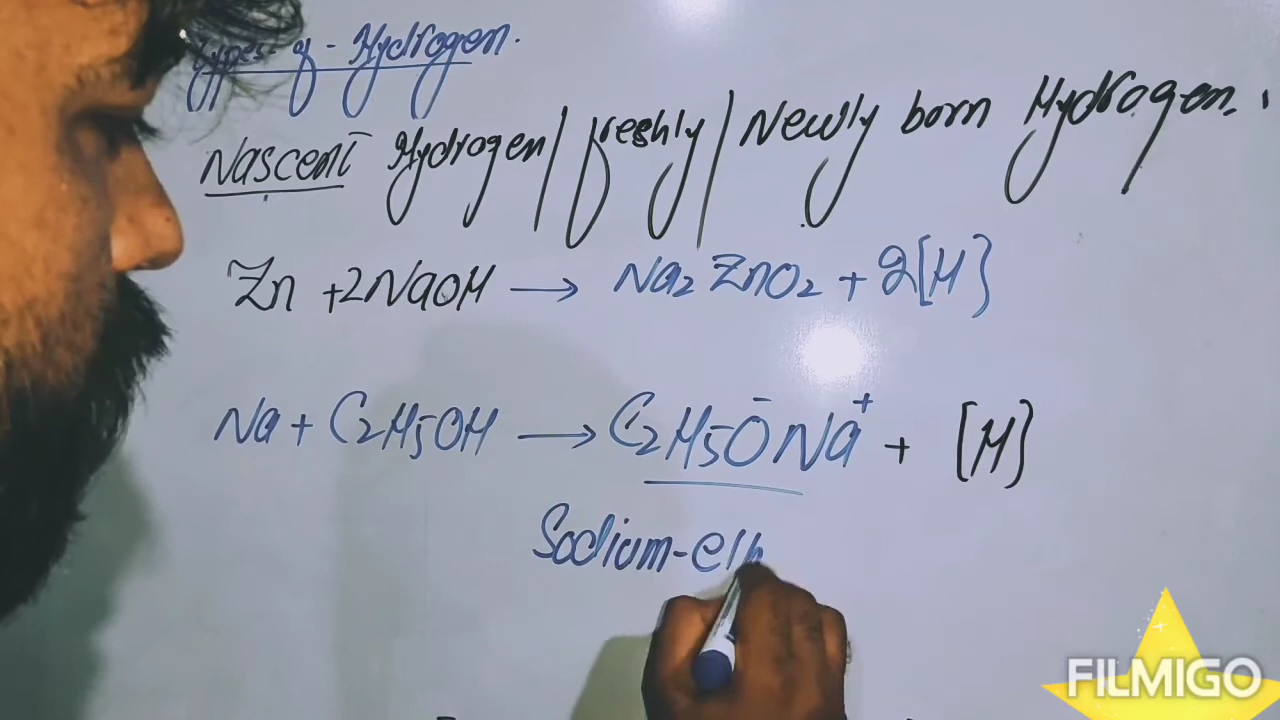 Types of - Hydrogen.
Nascent Hydrogen / freshly / Newly born Hydrogen.
Zn + 2NaOH → Na₂ZnO₂ + 2[H]
Na + C₂H₅OH → C₂H₅O⁻Na⁺ + [H]
Sodium-eth
FILMIGO